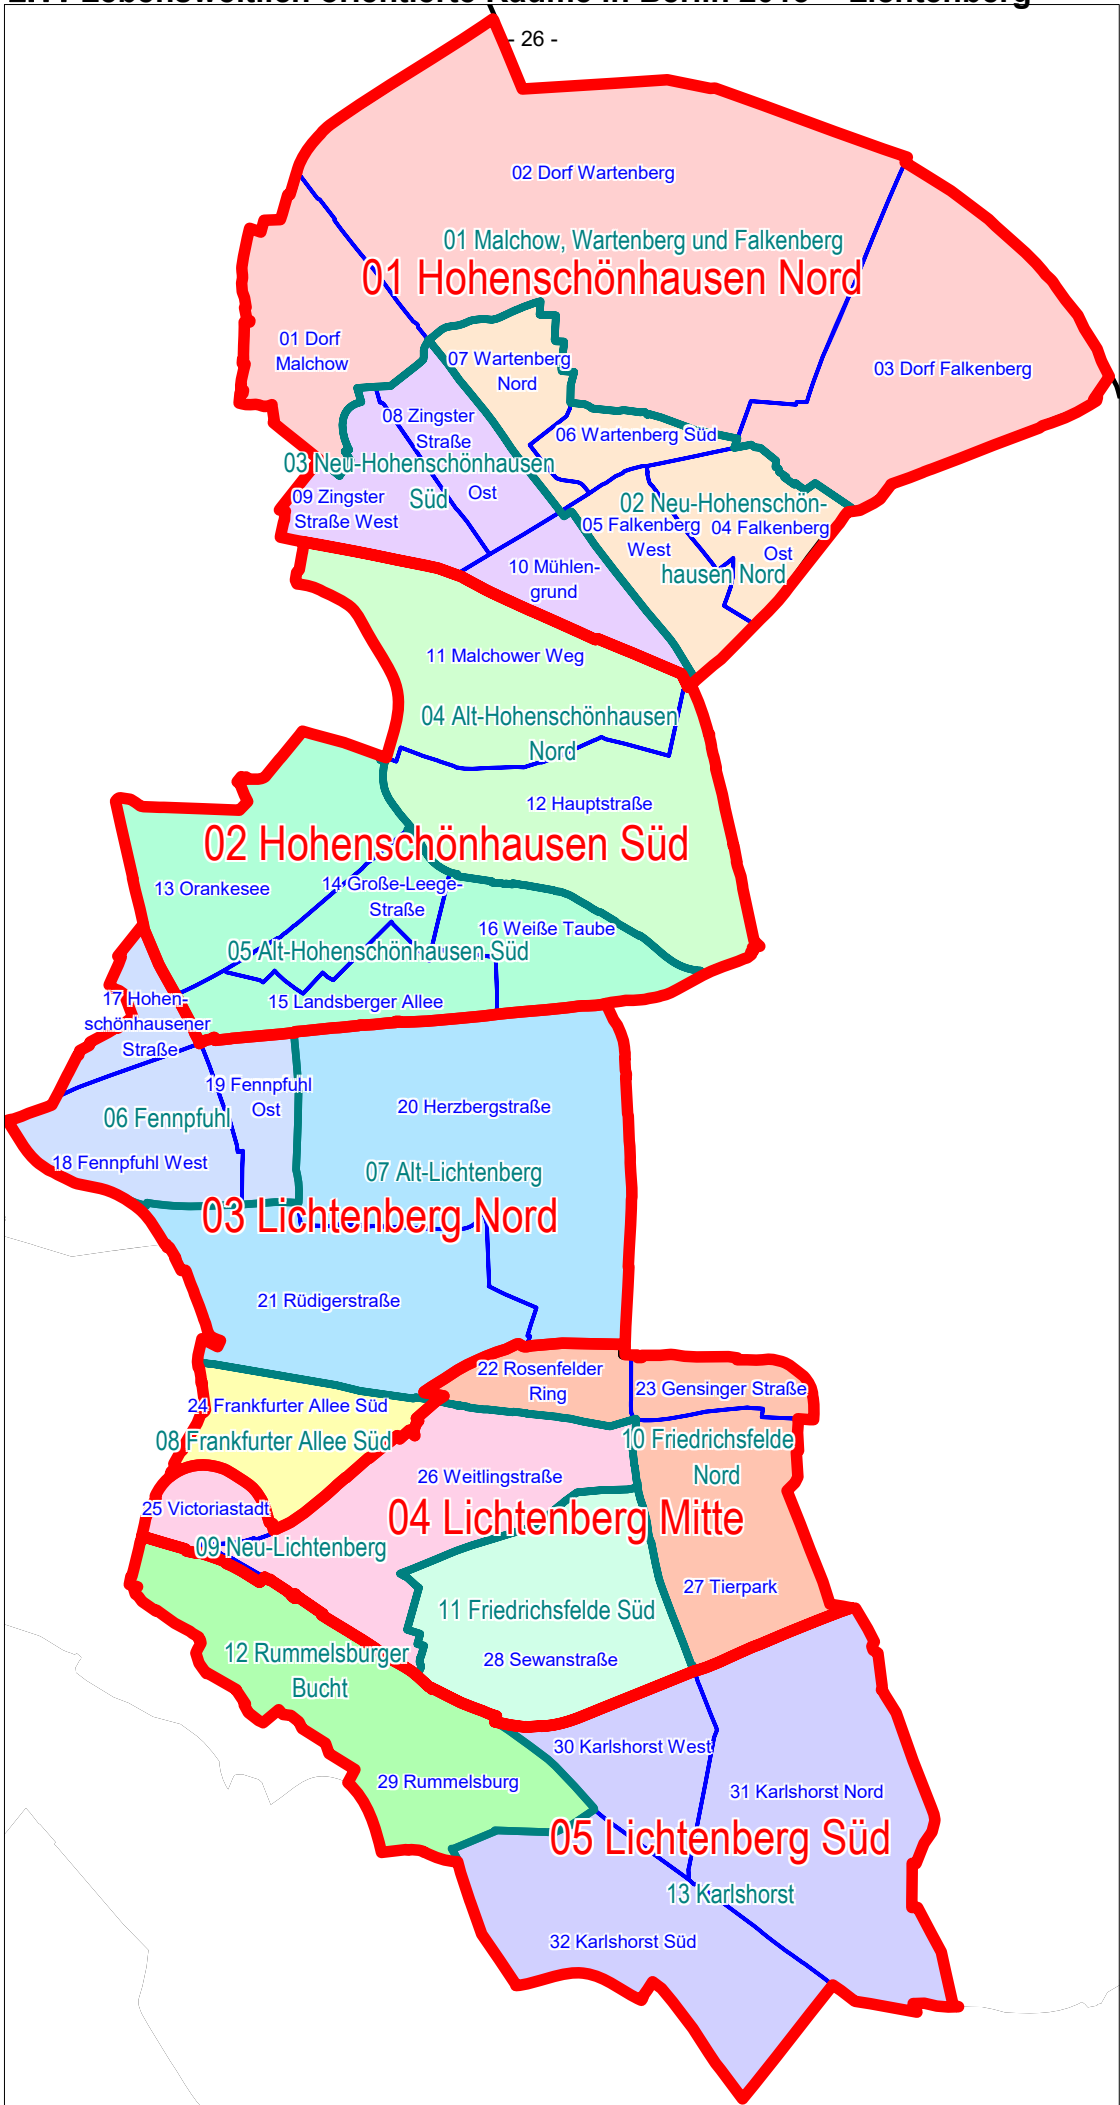 - 26 -
02 Dorf Wartenberg
01 Malchow, Wartenberg und Falkenberg
01 Hohenschönhausen Nord
01 Dorf
Malchow
07 Wartenberg
Nord
03 Dorf Falkenberg
08 Zingster
Straße
Ost
06 Wartenberg Süd
03 Neu-Hohenschönhausen
Süd
09 Zingster
Straße West
02 Neu-Hohenschön-
hausen Nord
05 Falkenberg
West
04 Falkenberg
Ost
10 Mühlen-
grund
11 Malchower Weg
04 Alt-Hohenschönhausen
Nord
12 Hauptstraße
02 Hohenschönhausen Süd
13 Orankesee
14 Große-Leege-
Straße
16 Weiße Taube
05 Alt-Hohenschönhausen Süd
15 Landsberger Allee
17 Hohen-
schönhausener
Straße
19 Fennpfuhl
Ost
06 Fennpfuhl
18 Fennpfuhl West
20 Herzbergstraße
07 Alt-Lichtenberg
03 Lichtenberg Nord
21 Rüdigerstraße
22 Rosenfelder
Ring
23 Gensinger Straße
24 Frankfurter Allee Süd
08 Frankfurter Allee Süd
10 Friedrichsfelde
Nord
26 Weitlingstraße
25 Victoriastadt
04 Lichtenberg Mitte
09 Neu-Lichtenberg
27 Tierpark
11 Friedrichsfelde Süd
28 Sewanstraße
12 Rummelsburger
Bucht
29 Rummelsburg
30 Karlshorst West
31 Karlshorst Nord
05 Lichtenberg Süd
13 Karlshorst
32 Karlshorst Süd